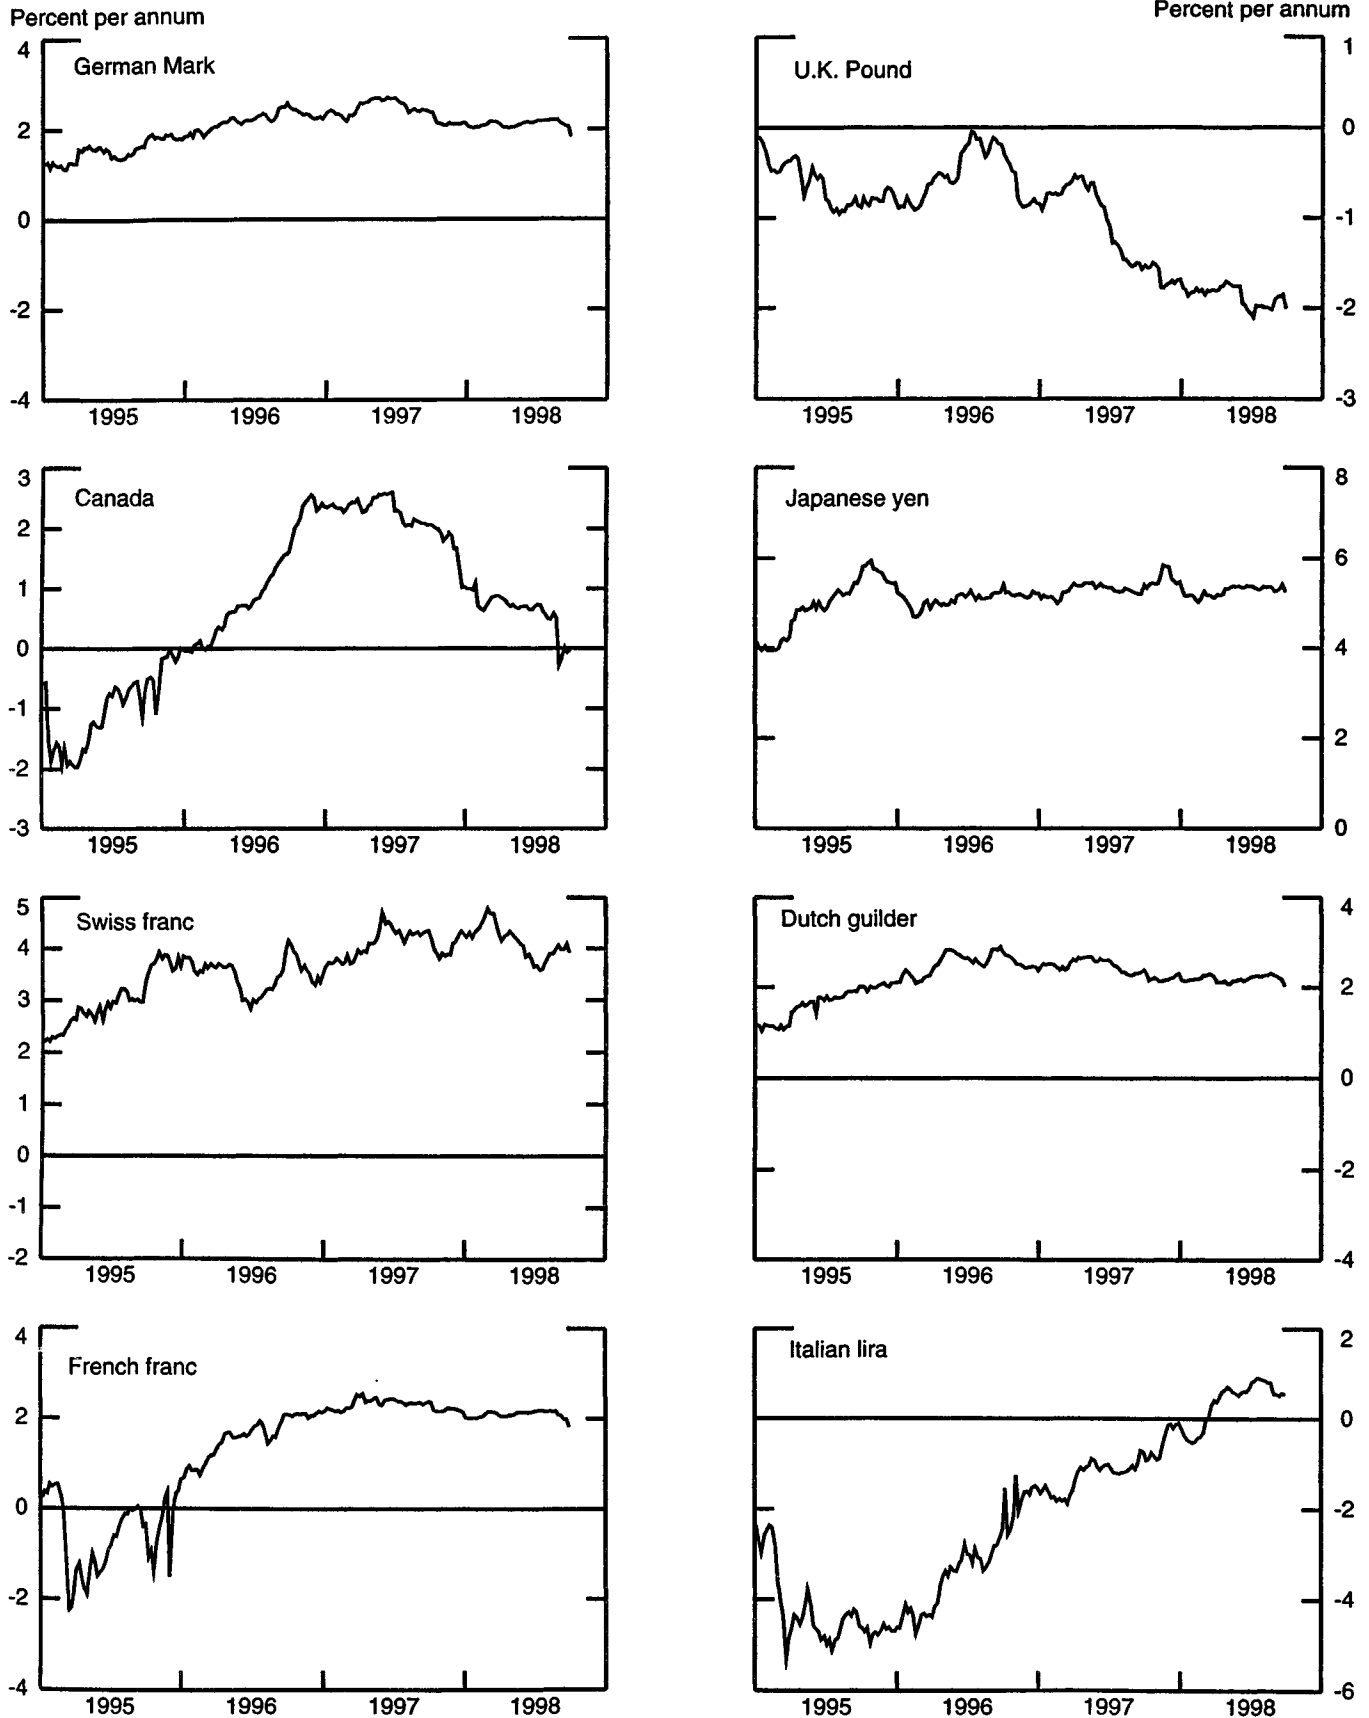 Percent per annum
Percent per annum
German Mark
4
2
0
-2
-4
1995 1996 1997 1998
U.K. Pound
1
0
-1
-2
-3
1995 1996 1997 1998
Canada
3
2
1
0
-1
-2
-3
1995 1996 1997 1998
Japanese yen
8
6
4
2
0
1995 1996 1997 1998
Swiss franc
5
4
3
2
1
0
-1
-2
1995 1996 1997 1998
Dutch guilder
4
2
0
-2
-4
1995 1996 1997 1998
French franc
4
2
0
-2
-4
1995 1996 1997 1998
Italian lira
2
0
-2
-4
-6
1995 1996 1997 1998